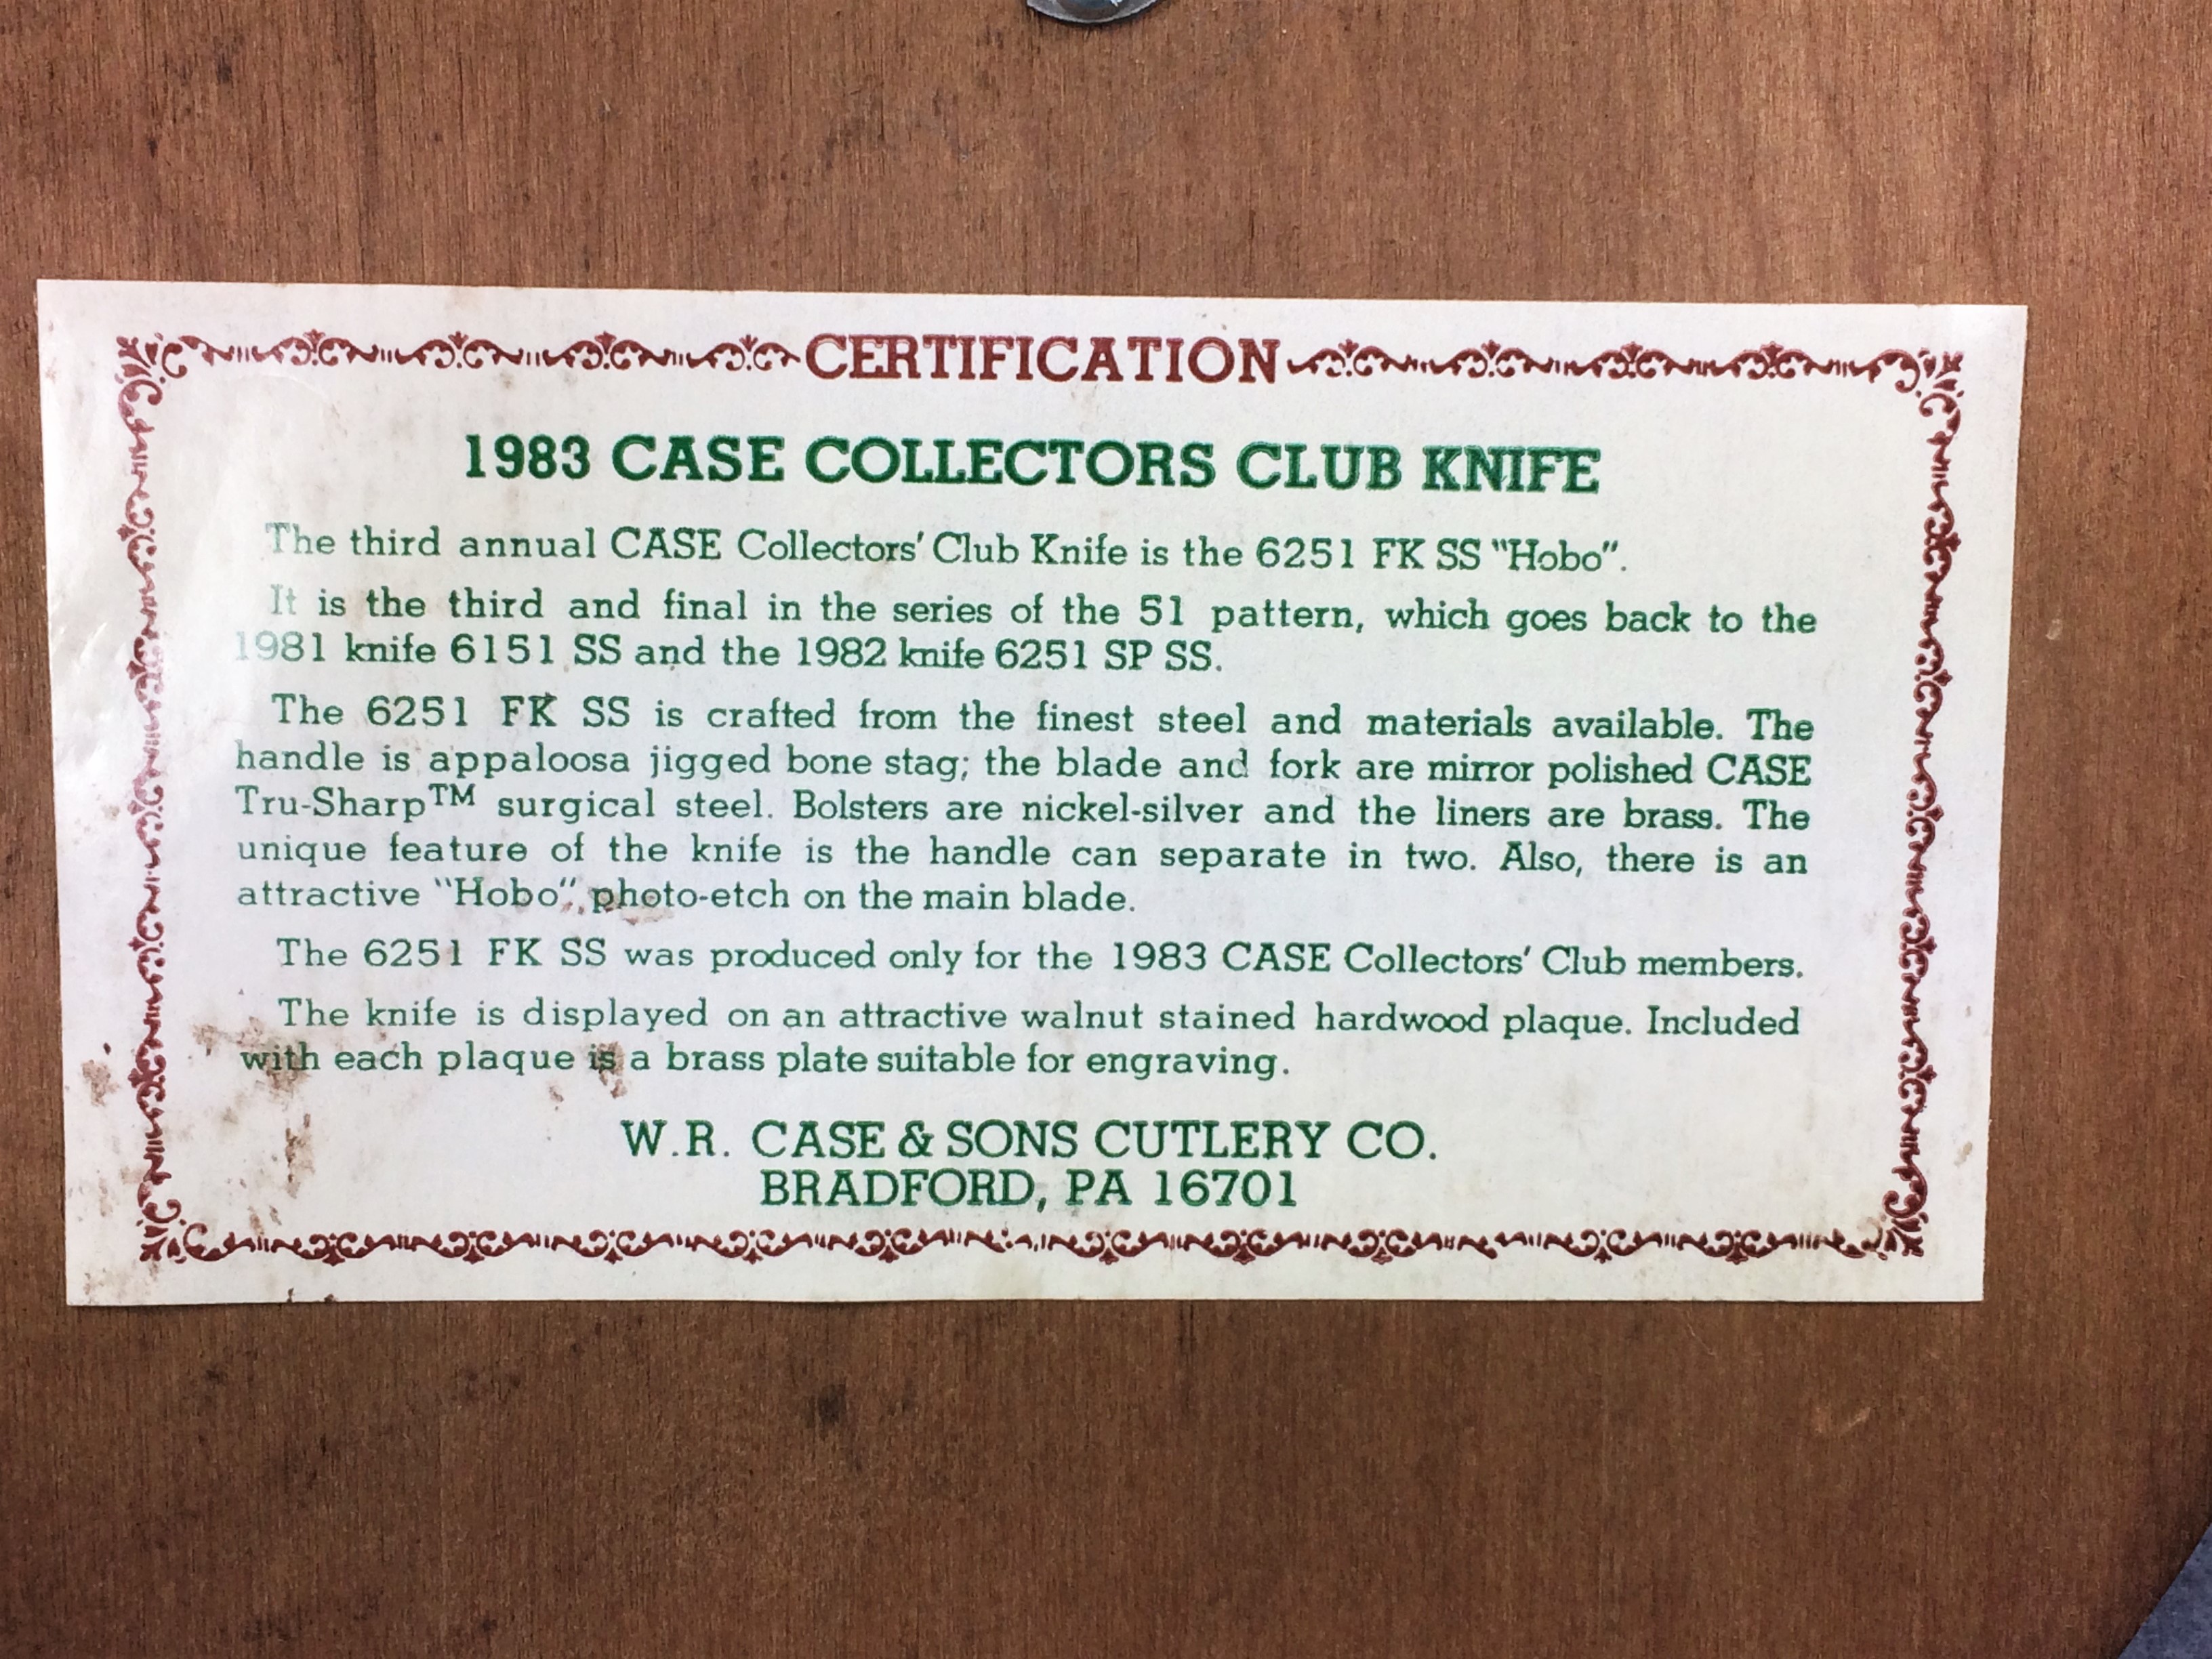 CERTIFICATION
1983 CASE COLLECTORS CLUB KNIFE
The third annual CASE Collectors' Club Knife is the 6251 FK SS "Hobo".
It is the third and final in the series of the 51 pattern, which goes back to the
1981 knife 6151 SS and the 1982 knife 6251 SP SS.
The 6251 FK SS is crafted from the finest steel and materials available. The
handle is appaloosa jigged bone stag; the blade and fork are mirror polished CASE
Tru-Sharp™ surgical steel. Bolsters are nickel-silver and the liners are brass. The
unique feature of the knife is the handle can separate in two. Also, there is an
attractive "Hobo" photo-etch on the main blade.
The 6251 FK SS was produced only for the 1983 CASE Collectors' Club members.
The knife is displayed on an attractive walnut stained hardwood plaque. Included
with each plaque is a brass plate suitable for engraving.
W.R. CASE & SONS CUTLERY CO.
BRADFORD, PA 16701